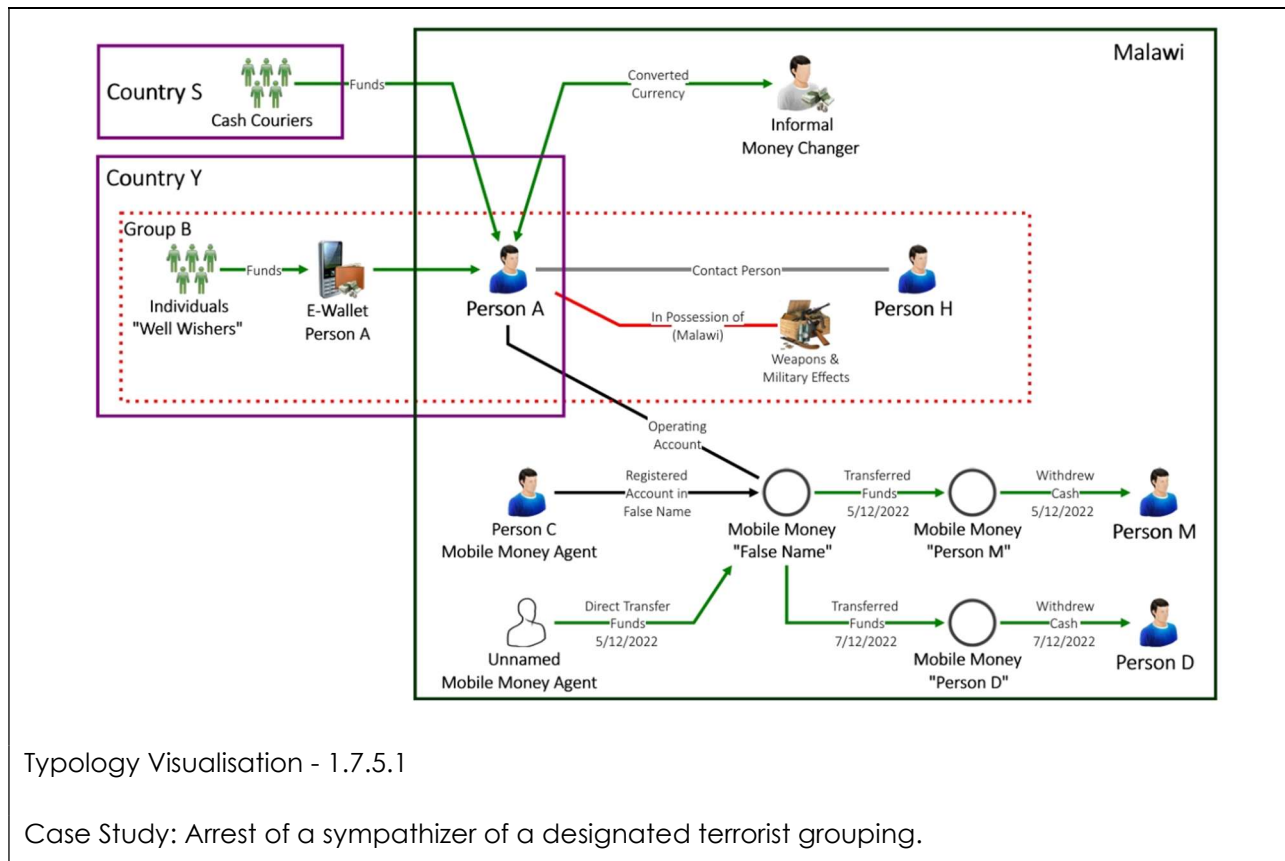 Malawi
Country S
Cash Couriers
Funds
Converted
Currency
Informal
Money Changer
Country Y
Group B
Funds
Individuals
"Well Wishers"
E-Wallet
Person A
Person A
Contact Person
Person H
In Possession of
(Malawi)
Weapons &
Military Effects
Operating
Account
Registered
Account in
False Name
Person C
Mobile Money Agent
Mobile Money
"False Name"
Transferred
Funds
5/12/2022
Mobile Money
"Person M"
Withdrew
Cash
5/12/2022
Person M
Direct Transfer
Funds
5/12/2022
Unnamed
Mobile Money Agent
Transferred
Funds
7/12/2022
Mobile Money
"Person D"
Withdrew
Cash
7/12/2022
Person D
Typology Visualisation - 1.7.5.1
Case Study: Arrest of a sympathizer of a designated terrorist grouping.